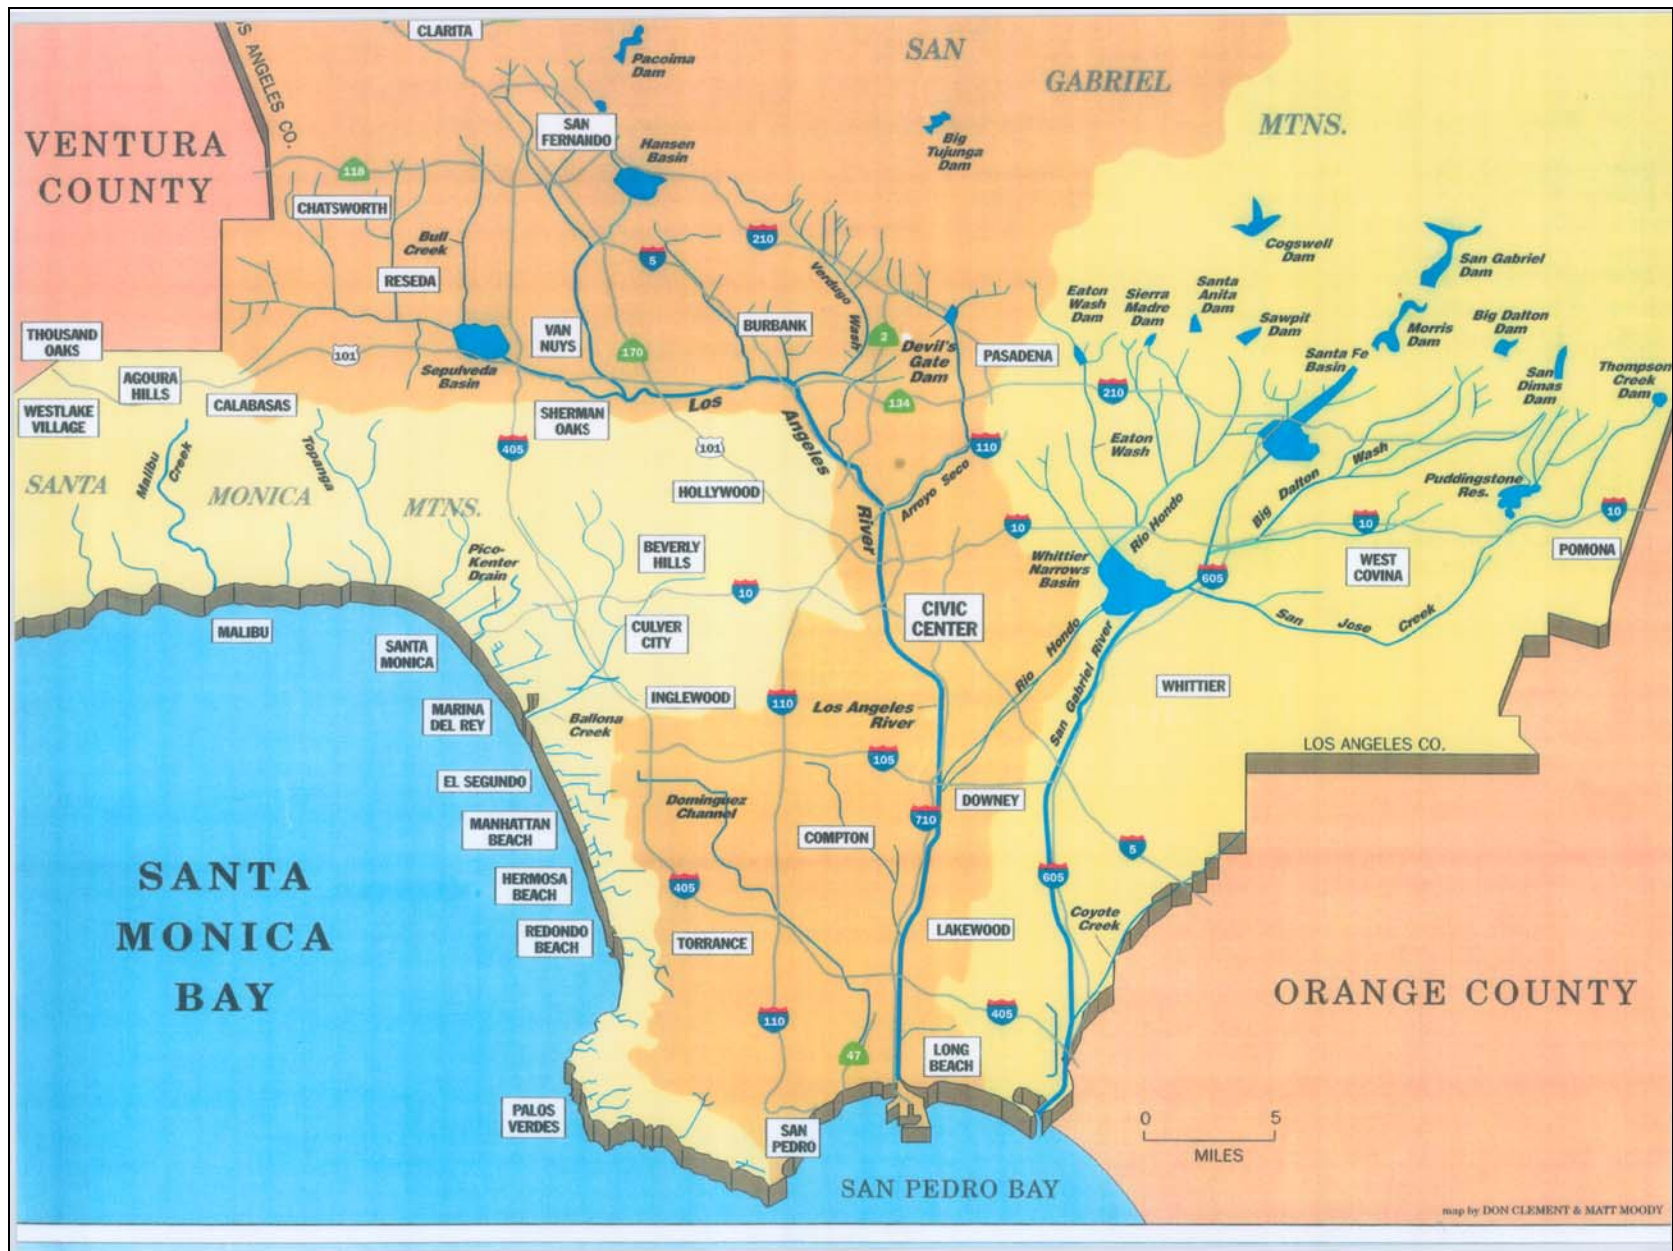 CLARITA
S ANGELES CO.
Pacoima
Dam
SAN
GABRIEL
MTNS.
VENTURA
COUNTY
SAN
FERNANDO
Hansen
Basin
Big
Tujunga
Dam
118
CHATSWORTH
Bull
Creek
210
5
Verdugo
Wash
Cogswell
Dam
San Gabriel
Dam
RESEDA
Eaton
Wash
Dam
Sierra
Madre
Dam
Santa
Anita
Dam
Sawpit
Dam
Morris
Dam
Big Dalton
Dam
THOUSAND
OAKS
101
VAN
NUYS
170
BURBANK
2
Devil's
Gate
Dam
PASADENA
Santa Fe
Basin
San
Dimas
Dam
Thompson
Creek
Dam
AGOURA
HILLS
Sepulveda
Basin
134
210
WESTLAKE
VILLAGE
CALABASAS
SHERMAN
OAKS
Los
Angeles
River
405
101
110
Eaton
Wash
Big Dalton Wash
Malibu
Creek
Topanga
SANTA
MONICA
MTNS.
HOLLYWOOD
Arroyo Seco
Rio Hondo
Puddingstone
Res.
10
10
10
Pico-
Kenter
Drain
BEVERLY
HILLS
Whittier
Narrows
Basin
605
WEST
COVINA
POMONA
10
MALIBU
SANTA
MONICA
CULVER
CITY
CIVIC
CENTER
Rio Hondo
San Gabriel River
San Jose Creek
MARINA
DEL REY
Ballona
Creek
INGLEWOOD
110
Los Angeles
River
WHITTIER
LOS ANGELES CO.
105
EL SEGUNDO
Dominguez
Channel
DOWNEY
MANHATTAN
BEACH
COMPTON
710
5
HERMOSA
BEACH
405
605
SANTA
MONICA
BAY
REDONDO
BEACH
TORRANCE
LAKEWOOD
Coyote
Creek
ORANGE COUNTY
110
405
47
LONG
BEACH
PALOS
VERDES
SAN
PEDRO
0 5
MILES
SAN PEDRO BAY
map by DON CLEMENT & MATT MOODY